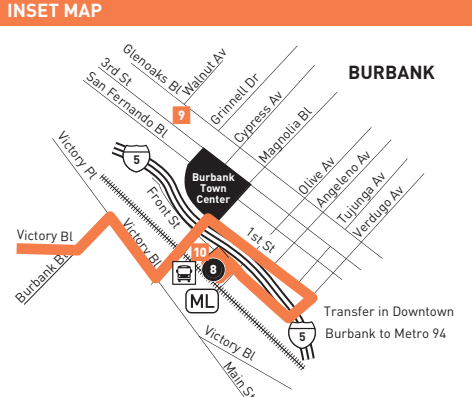 INSET MAP
BURBANK
Glenoaks Bl
Walnut Av
3rd St
San Fernando Bl
Grinnell Dr
Cypress Av
Magnolia Bl
9
Victory Pl
5
Burbank
Town
Center
Olive Av
Angeleno Av
Tujunga Av
Verdugo Av
Front St
1st St
Victory Bl
Victory Bl
10
8
Burbank B
ML
Transfer in Downtown
Burbank to Metro 94
5
Victory Bl
Main St